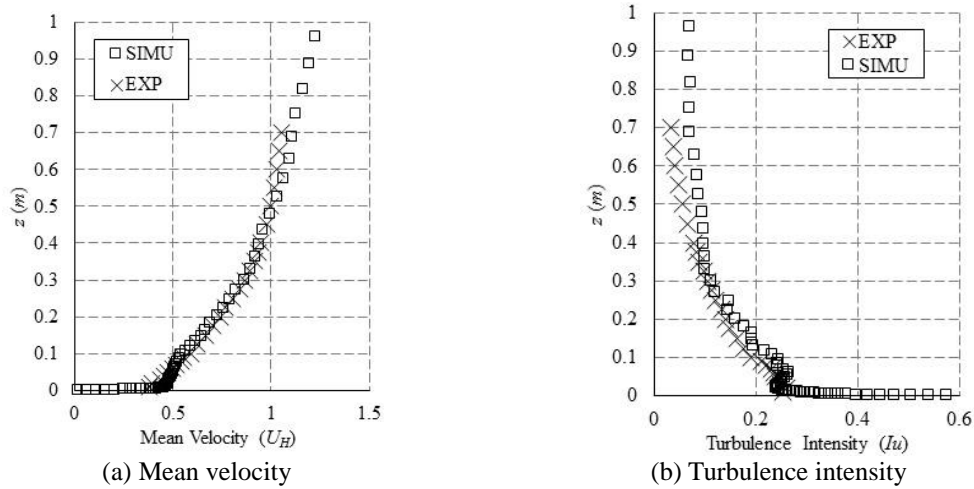 1
0.9
0.8
0.7
0.6
0.5
0.4
0.3
0.2
0.1
0
z (m)
SIMU
EXP
0 0.5 1 1.5
Mean Velocity (U_H)
(a) Mean velocity
1
0.9
0.8
0.7
0.6
0.5
0.4
0.3
0.2
0.1
0
z (m)
EXP
SIMU
0 0.2 0.4 0.6
Turbulence Intensity (Iu)
(b) Turbulence intensity